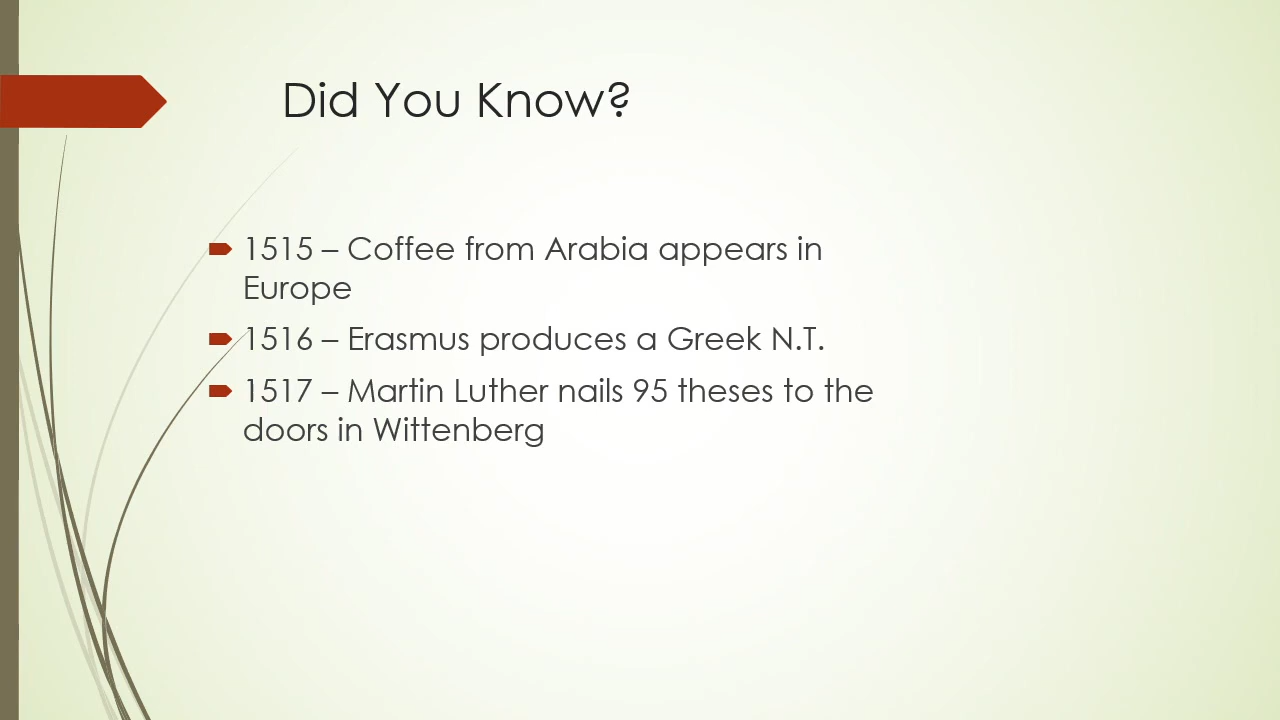 Did You Know?
1515 – Coffee from Arabia appears in
Europe
1516 – Erasmus produces a Greek N.T.
1517 – Martin Luther nails 95 theses to the
doors in Wittenberg